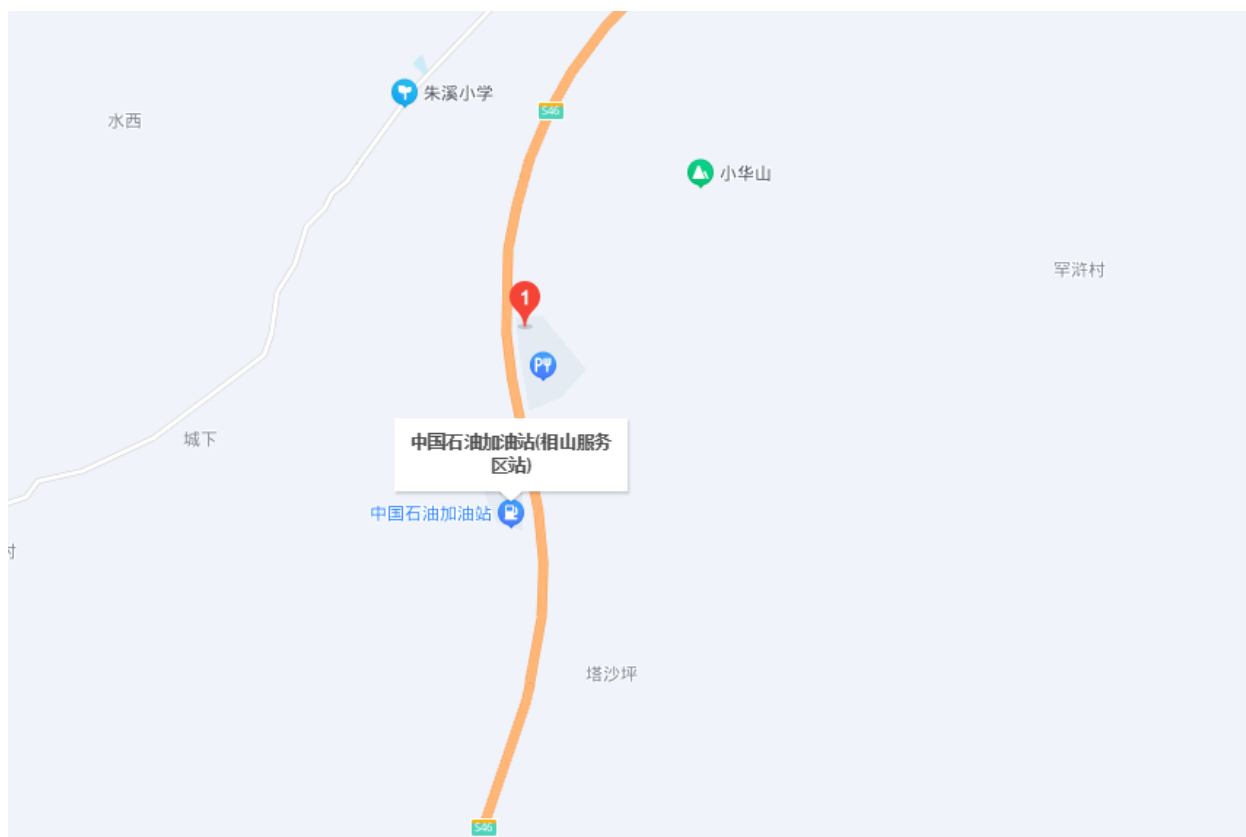 朱溪小学
S46
水西
小华山
罕浒村
1
P
城下
中国石油加油站(相山服务
区站)
中国石油加油站
村
塔沙坪
S46